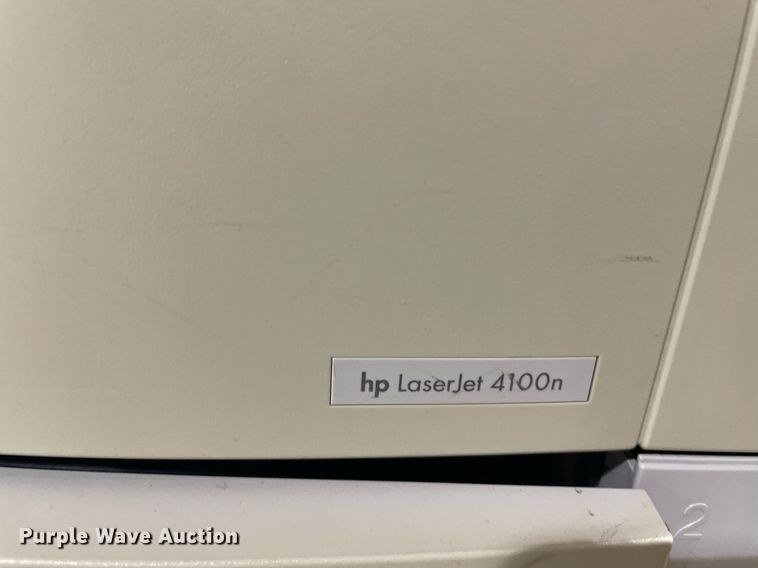 hp LaserJet 4100n
2
Purple Wave Auction